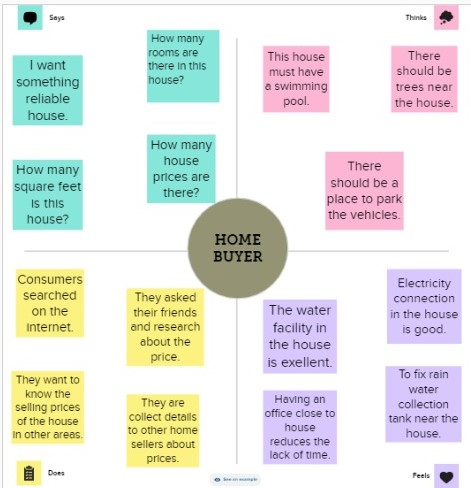 Says
Thinks
I want
something
reliable
house.
How many
rooms are
there in this
house?
This house
must have
a swimming
pool.
There
should be
trees near
the house.
How many
square feet
is this
house?
How many
house
prices are
there?
There
should be a
place to park
the vehicles.
HOME
BUYER
Consumers
searched
on the
internet.
They asked
their friends
and research
about the
price.
The water
facility in
the house
is exellent.
Electricity
connection
in the house
is good.
They want to
know the
selling prices
of the house
in other areas.
They are
collect details
to other home
sellers about
prices.
Having an
office close to
house
reduces the
lack of time.
To fix rain
water
collection
tank near the
house.
Does
See an example
Feels